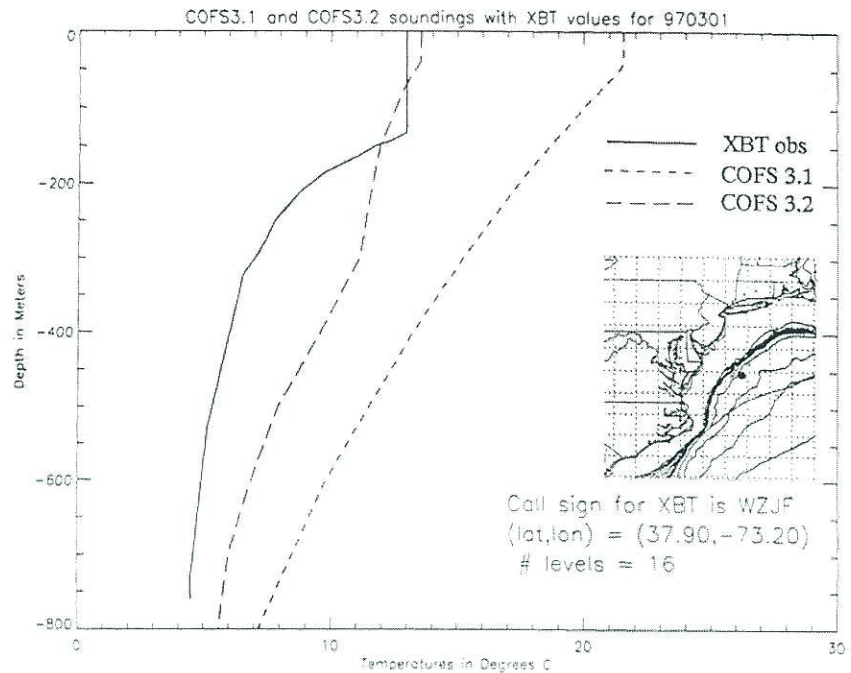 COFS3.1 and COFS3.2 soundings with XBT values for 970301
0
-200
-400
-600
-800
Depth in Meters
XBT obs
COFS 3.1
COFS 3.2
Call sign for XBT is WZJF
(lat,lon) = (37.90,-73.20)
# levels = 16
0
10
20
30
Temperatures in Degrees C